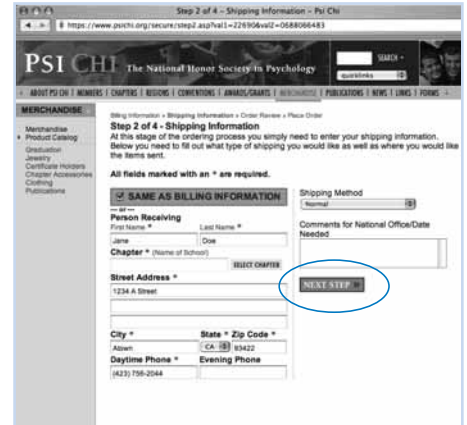 Step 2 of 4 – Shipping Information – Psi Chi
https://www.psichi.org/secure/step2.asp?val1=22690&val2=0688066483
PSI CHI The National Honor Society in Psychology
SEARCH
quicklinks
ABOUT PSI CHI | MEMBERS | CHAPTERS | REGIONS | CONVENTIONS | AWARDS/GRANTS | MERCHANDISE | PUBLICATIONS | NEWS | LINKS | FORMS
MERCHANDISE
Merchandise
Product Catalog
Graduation
Jewelry
Certificate Holders
Chapter Accessories
Clothing
Publications
Billing Information » Shipping Information » Order Review » Place Order
Step 2 of 4 - Shipping Information
At this stage of the ordering process you simply need to enter your shipping information.
Below you need to fill out what type of shipping you would like as well as where you would like
the items sent.
All fields marked with an * are required.
SAME AS BILLING INFORMATION
— or —
Person Receiving
First Name * Last Name *
Jane Doe
Chapter * (Name of School)
SELECT CHAPTER
Street Address *
1234 A Street
City * State * Zip Code *
Atown CA 93422
Daytime Phone * Evening Phone
(423) 756-2044
Shipping Method
Normal
Comments for National Office/Date
Needed
NEXT STEP »